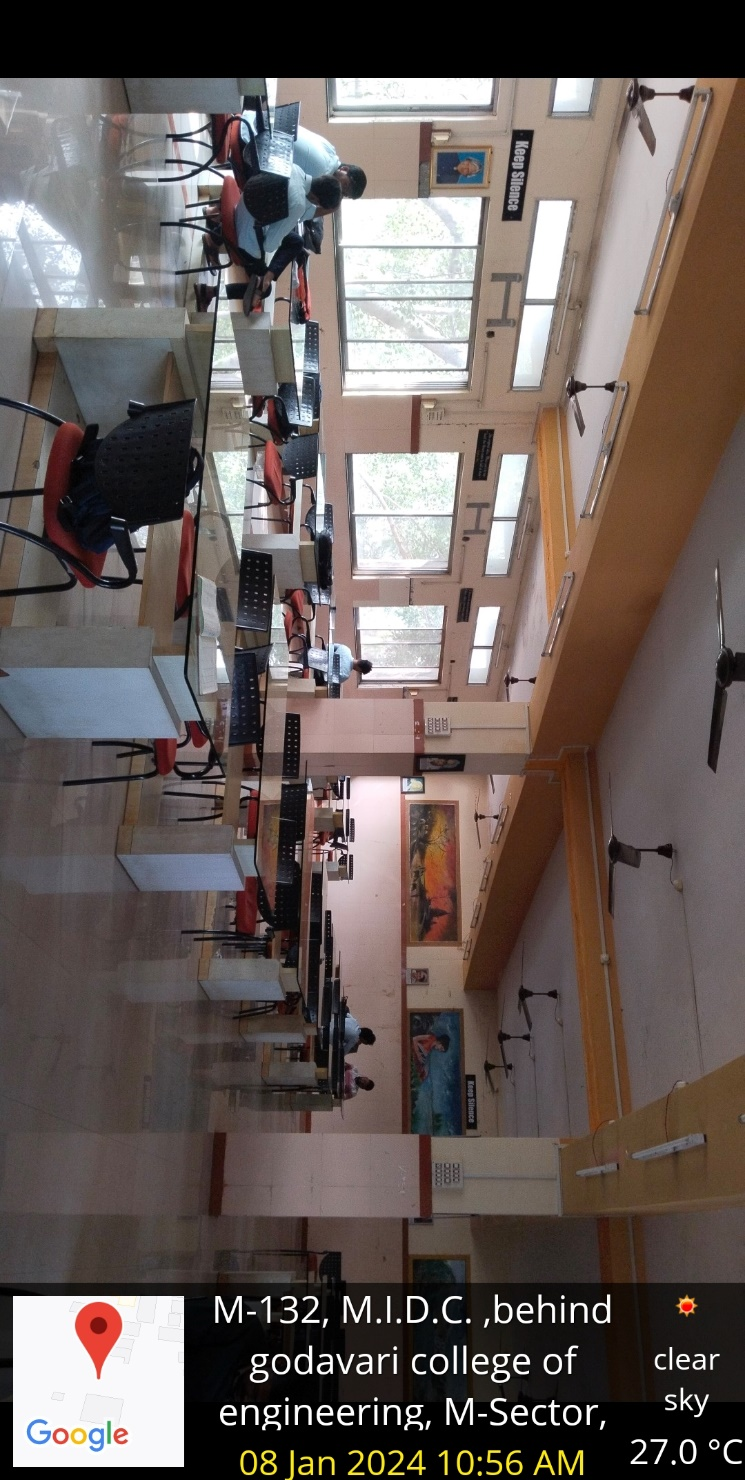 Keep Silence
Keep Silence
M-132, M.I.D.C. ,behind
godavari college of
engineering, M-Sector,
08 Jan 2024 10:56 AM
clear
sky
27.0 °C
Google